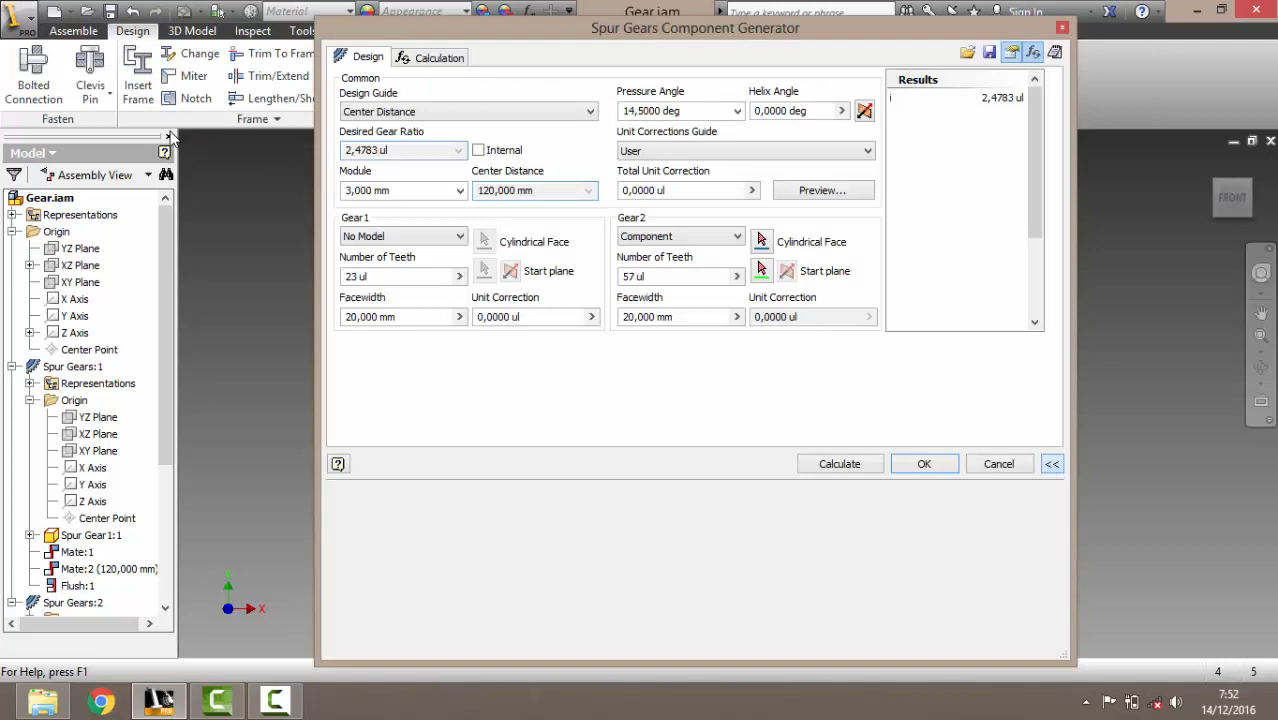 PRO
Material
Appearance
Gear.iam
Type a keyword or phrase
Sign In
Assemble
Design
3D Model
Inspect
Tools
Bolted
Connection
Clevis
Pin
Insert
Frame
Change
Miter
Notch
Trim To Fram
Trim/Extend
Lengthen/Sho
Fasten
Frame
Spur Gears Component Generator
Design
Calculation
Common
Design Guide
Center Distance
Pressure Angle
14,5000 deg
Helix Angle
0,0000 deg
Desired Gear Ratio
2,4783 ul
Internal
Unit Corrections Guide
User
Module
3,000 mm
Center Distance
120,000 mm
Total Unit Correction
0,0000 ul
Preview...
Gear1
No Model
Cylindrical Face
Number of Teeth
23 ul
Start plane
Facewidth
20,000 mm
Unit Correction
0,0000 ul
Gear2
Component
Cylindrical Face
Number of Teeth
57 ul
Start plane
Facewidth
20,000 mm
Unit Correction
0,0000 ul
Results
i 2,4783 ul
Calculate
OK
Cancel
<<
Model
Assembly View
Gear.iam
Representations
Origin
YZ Plane
XZ Plane
XY Plane
X Axis
Y Axis
Z Axis
Center Point
Spur Gears:1
Representations
Origin
YZ Plane
XZ Plane
XY Plane
X Axis
Y Axis
Z Axis
Center Point
Spur Gear1:1
Mate:1
Mate:2 (120,000 mm)
Flush:1
Spur Gears:2
Y
X
FRONT
For Help, press F1
4 5
PRO
7:52
14/12/2016